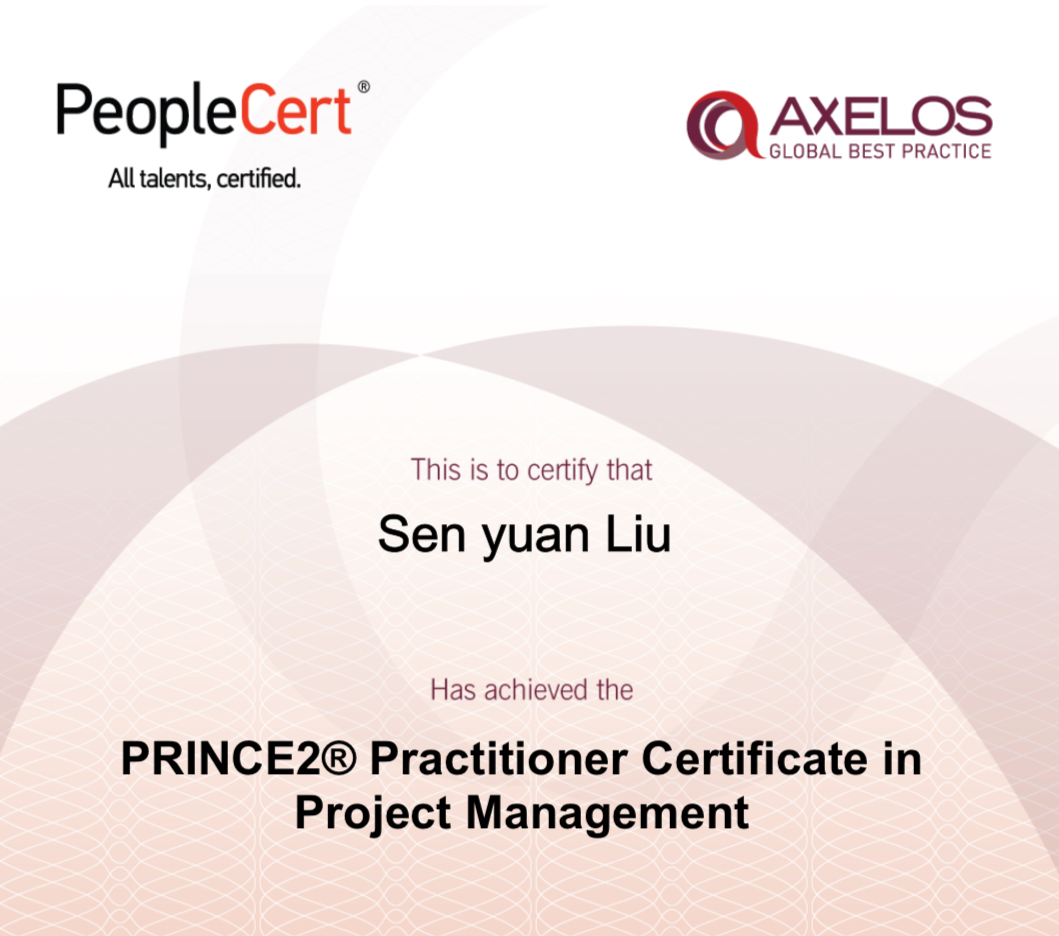 PeopleCert®
All talents, certified.
AXELOS
GLOBAL BEST PRACTICE
This is to certify that
Sen yuan Liu
Has achieved the
PRINCE2® Practitioner Certificate in
Project Management